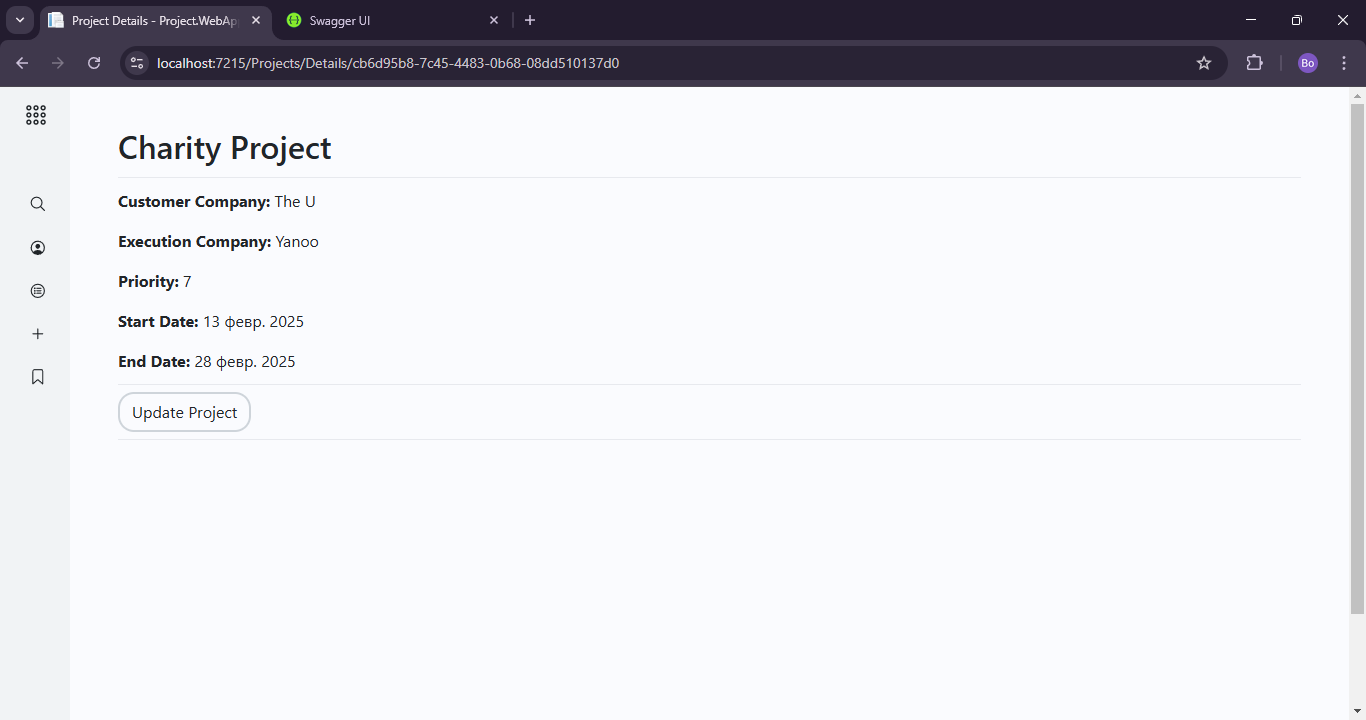 Project Details - Project.WebAp
Swagger UI
localhost:7215/Projects/Details/cb6d95b8-7c45-4483-0b68-08dd510137d0
Bo
Charity Project
Customer Company: The U
Execution Company: Yanoo
Priority: 7
Start Date: 13 февр. 2025
End Date: 28 февр. 2025
Update Project